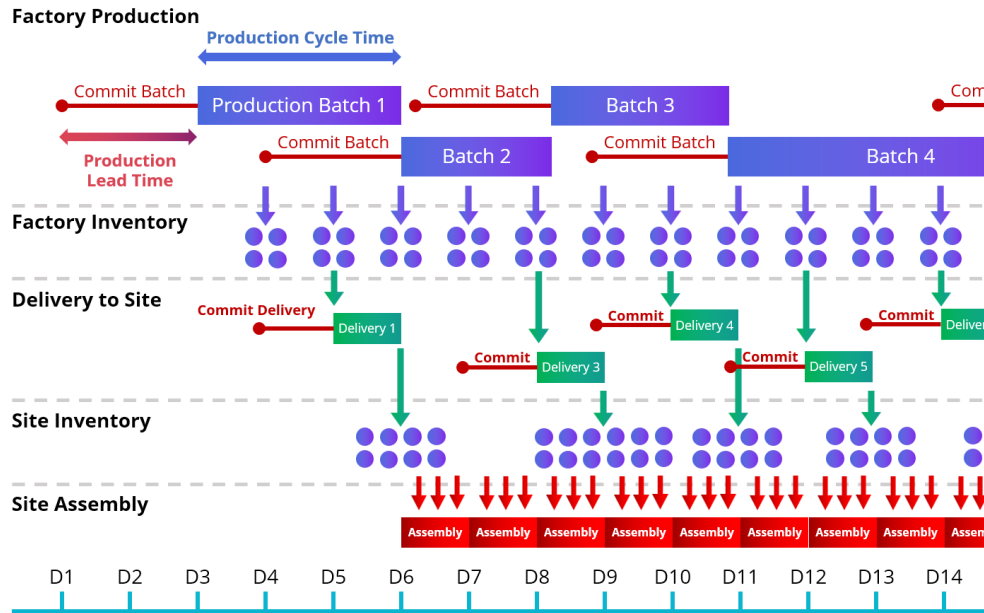 Factory Production
Production Cycle Time
Commit Batch
Production Batch 1
Commit Batch
Batch 3
Com
Production
Lead Time
Commit Batch
Batch 2
Commit Batch
Batch 4
Factory Inventory
Delivery to Site
Commit Delivery
Delivery 1
Commit
Delivery 4
Commit
Deliver
Commit
Delivery 3
Commit
Delivery 5
Site Inventory
Site Assembly
Assembly
Assembly
Assembly
Assembly
Assembly
Assembly
Assembly
Assembly
Assem
D1
D2
D3
D4
D5
D6
D7
D8
D9
D10
D11
D12
D13
D14